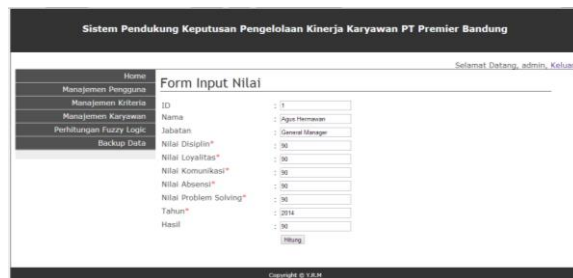 Sistem Pendukung Keputusan Pengelolaan Kinerja Karyawan PT Premier Bandung
Selamat Datang, admin, Keluar
Home
Manajemen Pengguna
Manajemen Kriteria
Manajemen Karyawan
Perhitungan Fuzzy Logic
Backup Data
Form Input Nilai
ID : 1
Nama : Agus Hermawan
Jabatan : General Manager
Nilai Disiplin* : 90
Nilai Loyalitas* : 90
Nilai Komunikasi* : 90
Nilai Absensi* : 90
Nilai Problem Solving* : 90
Tahun* : 2014
Hasil : 90
Hitung
Copyright © Y.R.M